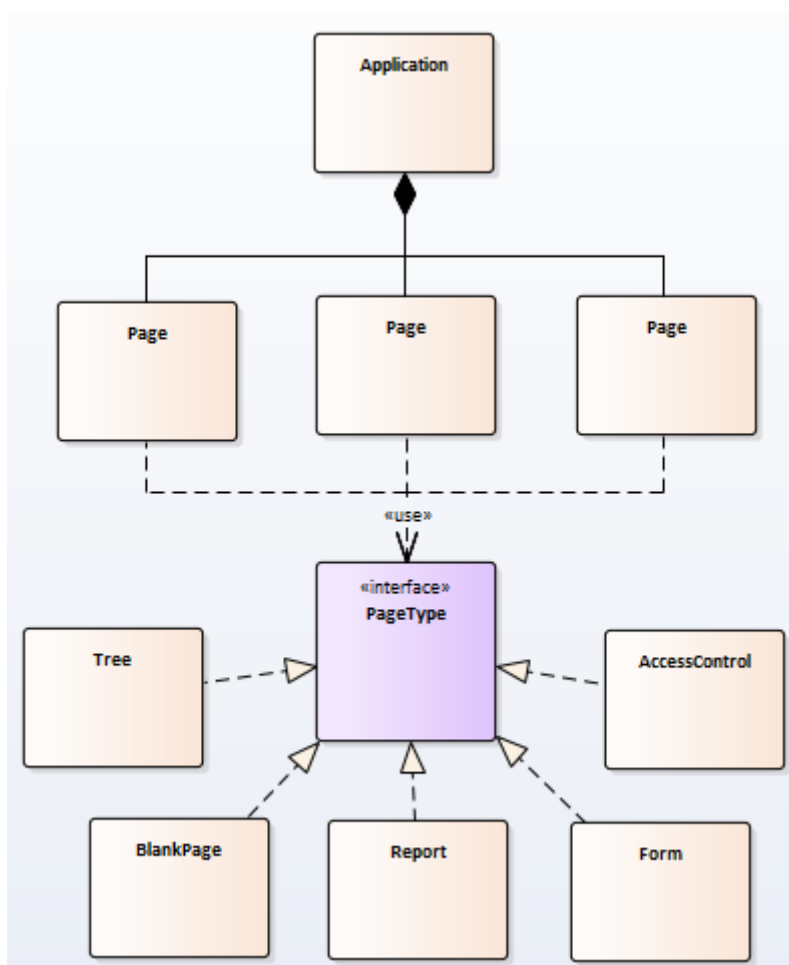 Application
Page
Page
Page
«use»
«interface»
PageType
Tree
AccessControl
BlankPage
Report
Form